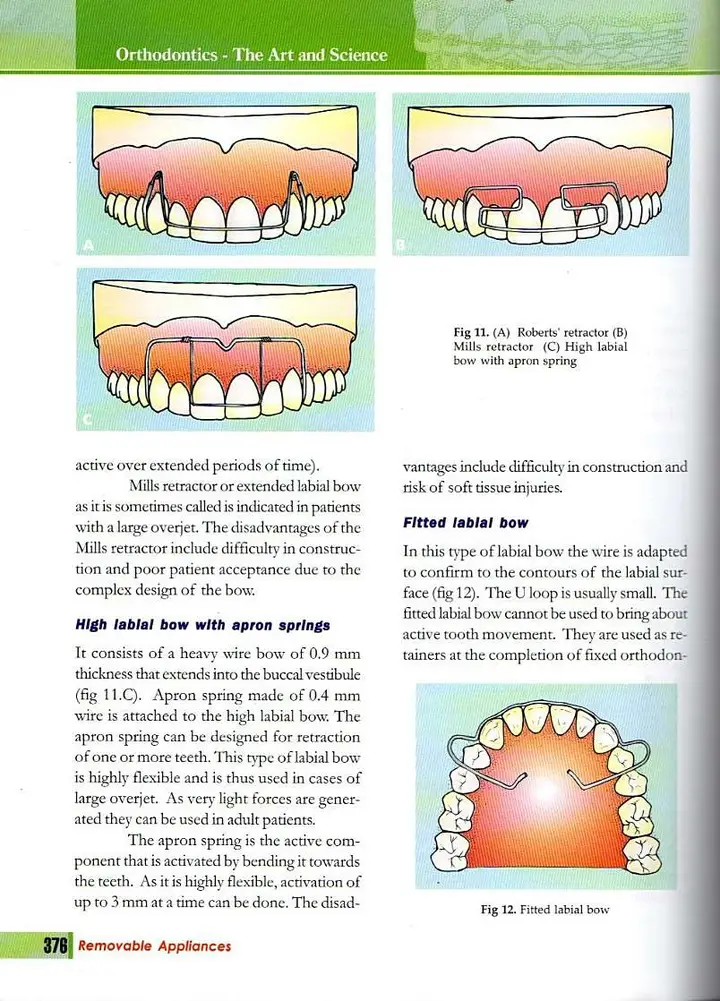 Orthodontics - The Art and Science
A
B
C
Fig 11. (A) Roberts' retractor (B)
Mills retractor (C) High labial
bow with apron spring
active over extended periods of time).
Mills retractor or extended labial bow
as it is sometimes called is indicated in patients
with a large overjet. The disadvantages of the
Mills retractor include difficulty in construc-
tion and poor patient acceptance due to the
complex design of the bow.
High labial bow with apron springs
It consists of a heavy wire bow of 0.9 mm
thickness that extends into the buccal vestibule
(fig 11.C). Apron spring made of 0.4 mm
wire is attached to the high labial bow. The
apron spring can be designed for retraction
of one or more teeth. This type of labial bow
is highly flexible and is thus used in cases of
large overjet. As very light forces are gener-
ated they can be used in adult patients.
The apron spring is the active com-
ponent that is activated by bending it towards
the teeth. As it is highly flexible, activation of
up to 3 mm at a time can be done. The disad-
vantages include difficulty in construction and
risk of soft tissue injuries.
Fitted labial bow
In this type of labial bow the wire is adapted
to confirm to the contours of the labial sur-
face (fig 12). The U loop is usually small. The
fitted labial bow cannot be used to bring about
active tooth movement. They are used as re-
tainers at the completion of fixed orthodon-
Fig 12. Fitted labial bow
376 Removable Appliances